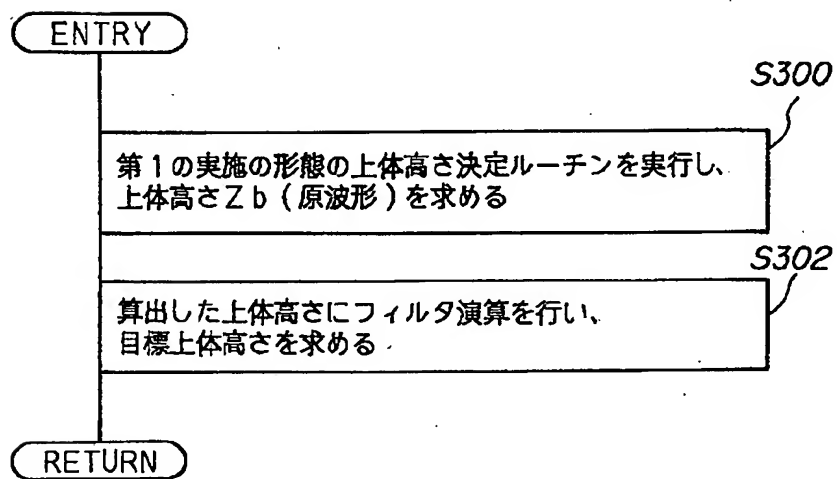 ENTRY
S300
第１の実施の形態の上体高さ決定ルーチンを実行し、
上体高さＺｂ（原波形）を求める
S302
算出した上体高さにフィルタ演算を行い、
目標上体高さを求める
RETURN